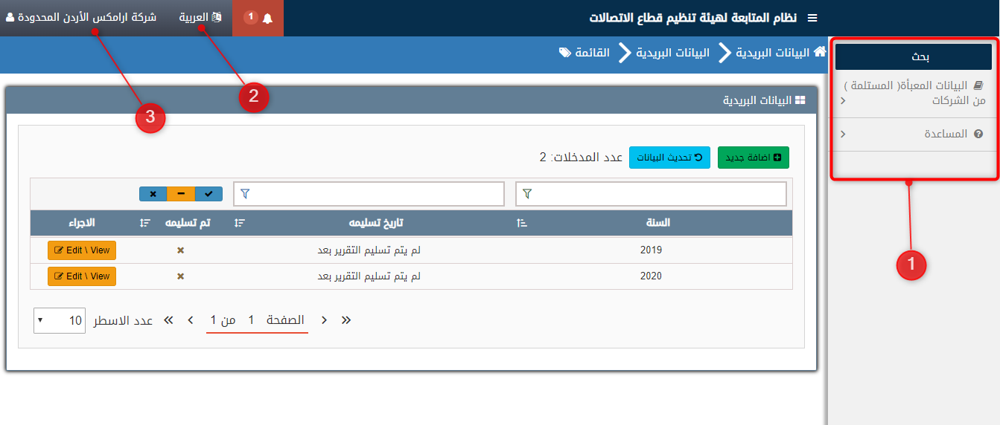 نظام المتابعة لهيئة تنظيم قطاع الاتصالات
1
العربية
شركة ارامكس الأردن المحدودة
البيانات البريدية
البيانات البريدية
القائمة
بحث
البيانات المعبأة( المستلمة )
من الشركات
المساعدة
1
2
3
البيانات البريدية
اضافة جديد
تحديث البيانات
عدد المدخلات: 2
السنة
تاريخ تسليمه
تم تسليمه
الاجراء
2019 لم يتم تسليم التقرير بعد Edit \ View
2020 لم يتم تسليم التقرير بعد Edit \ View
الصفحة 1 من 1
عدد الاسطر 10